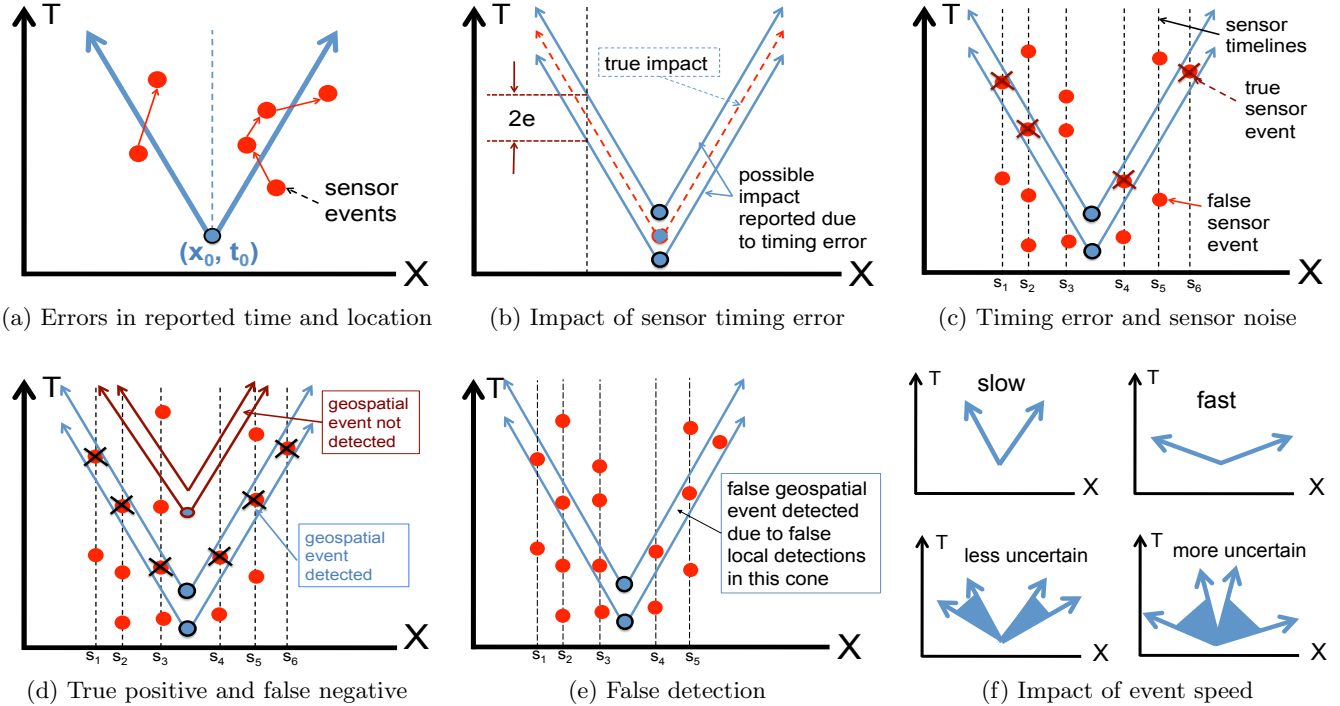 T
sensor
events
(x0, t0)
X
(a) Errors in reported time and location
T
true impact
2e
possible
impact
reported due
to timing error
X
(b) Impact of sensor timing error
T
sensor
timelines
true
sensor
event
false
sensor
event
X
s1 s2 s3 s4 s5 s6
(c) Timing error and sensor noise
T
geospatial
event not
detected
geospatial
event
detected
X
s1 s2 s3 s4 s5 s6
(d) True positive and false negative
T
false geospatial
event detected
due to false
local detections
in this cone
X
s1 s2 s3 s4 s5
(e) False detection
T
slow
X
T
fast
X
T
less uncertain
X
T
more uncertain
X
(f) Impact of event speed